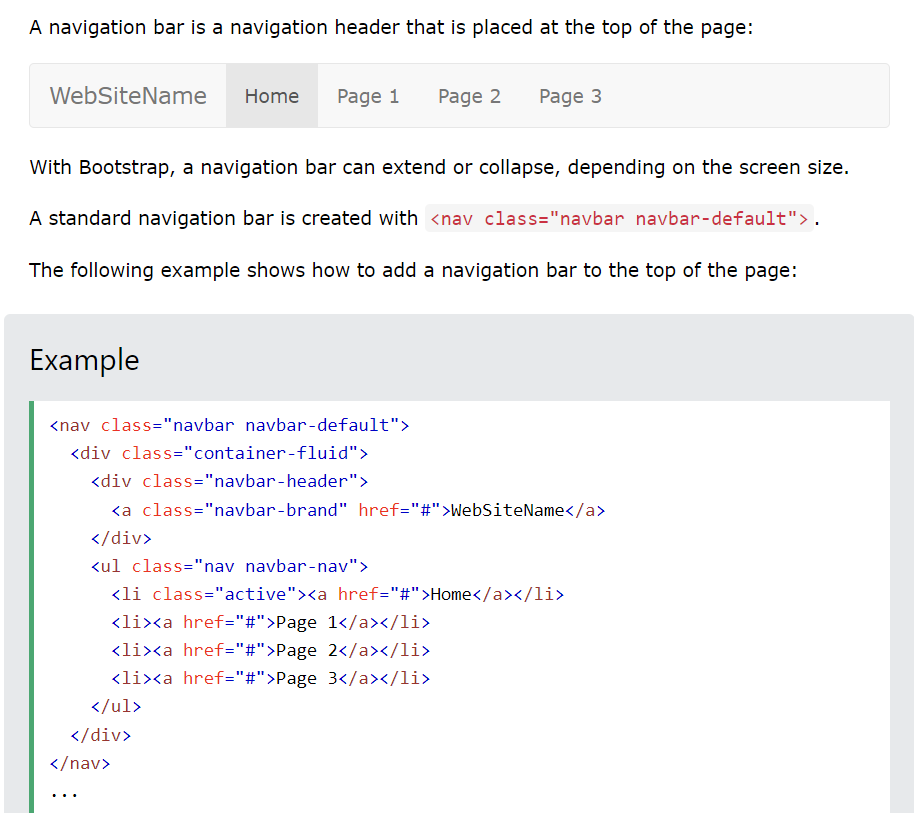 A navigation bar is a navigation header that is placed at the top of the page:
WebSiteName Home Page 1 Page 2 Page 3
With Bootstrap, a navigation bar can extend or collapse, depending on the screen size.
A standard navigation bar is created with <nav class="navbar navbar-default">.
The following example shows how to add a navigation bar to the top of the page:
Example
<nav class="navbar navbar-default">
  <div class="container-fluid">
    <div class="navbar-header">
      <a class="navbar-brand" href="#">WebSiteName</a>
    </div>
    <ul class="nav navbar-nav">
      <li class="active"><a href="#">Home</a></li>
      <li><a href="#">Page 1</a></li>
      <li><a href="#">Page 2</a></li>
      <li><a href="#">Page 3</a></li>
    </ul>
  </div>
</nav>
...